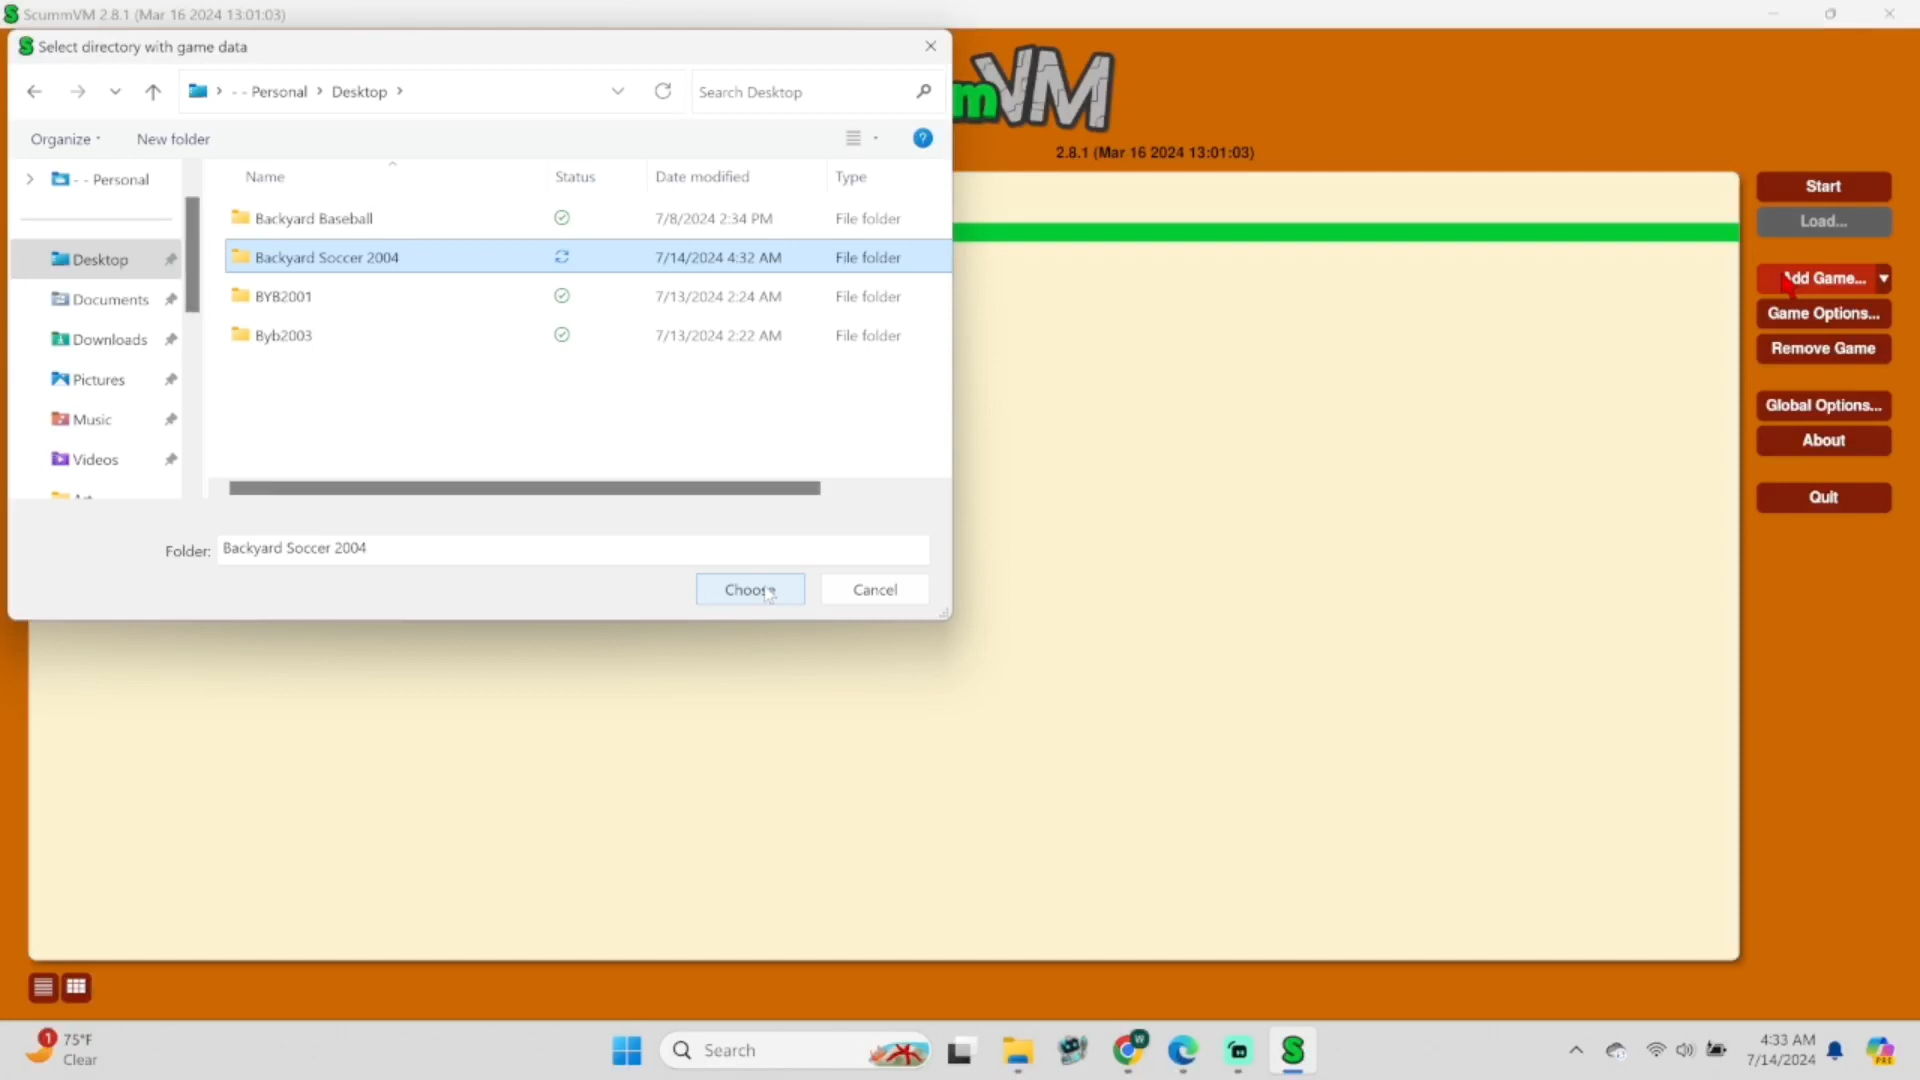 ScummVM 2.8.1 (Mar 16 2024 13:01:03)
Select directory with game data
- - Personal > Desktop >
Search Desktop
Organize
New folder
mVM
2.8.1 (Mar 16 2024 13:01:03)
Name Status Date modified Type
- - Personal
Desktop
Documents
Downloads
Pictures
Music
Videos
Backyard Baseball 7/8/2024 2:34 PM File folder
Backyard Soccer 2004 7/14/2024 4:32 AM File folder
BYB2001 7/13/2024 2:24 AM File folder
Byb2003 7/13/2024 2:22 AM File folder
Folder: Backyard Soccer 2004
Choose
Cancel
Start
Load...
Add Game...
Game Options...
Remove Game
Global Options...
About
Quit
1
75°F
Clear
Search
W
S
4:33 AM
7/14/2024
PRE